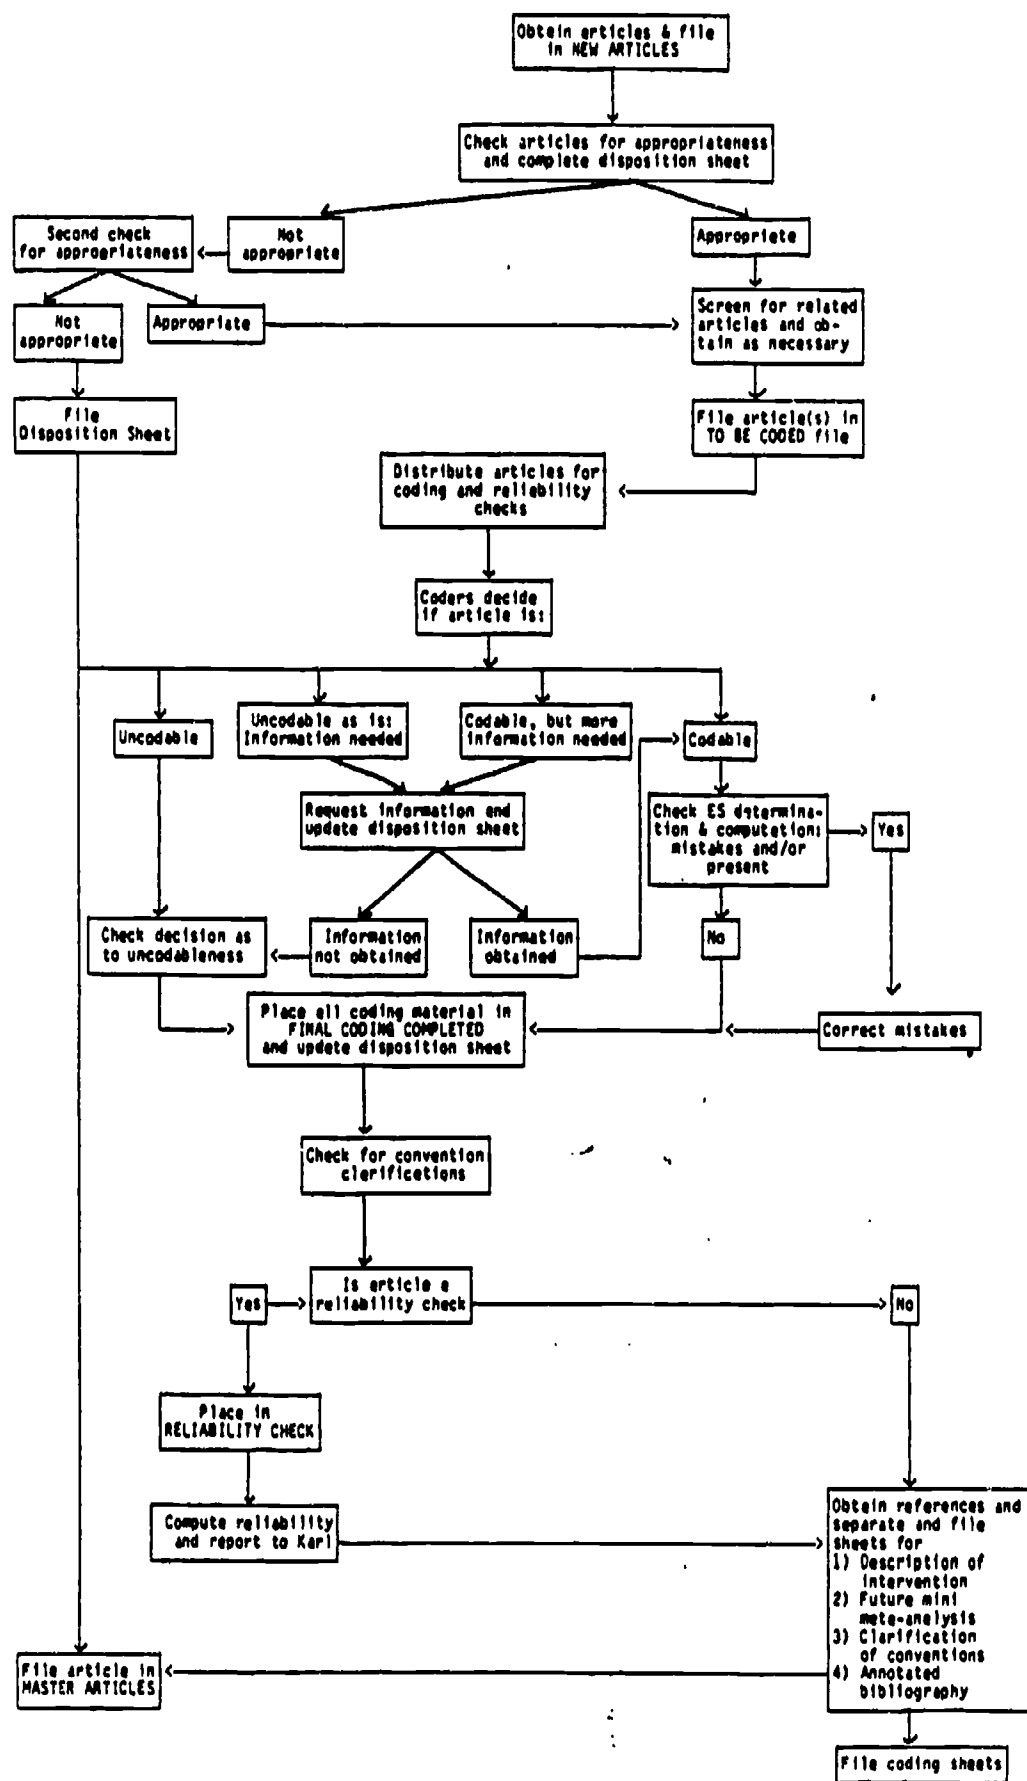 Obtain articles & file
in NEW ARTICLES
Check articles for appropriateness
and complete disposition sheet
Second check
for appropriateness
Not
appropriate
Appropriate
Not
appropriate
Appropriate
Screen for related
articles and ob-
tain as necessary
File
Disposition Sheet
File article(s) in
TO BE CODED file
Distribute articles for
coding and reliability
checks
Coders decide
if article is:
Uncodable
Uncodable as is:
Information needed
Codable, but more
information needed
Codable
Request information and
update disposition sheet
Check ES determina-
tion & computation:
mistakes and/or
present
Yes
Check decision as
to uncodableness
Information
not obtained
Information
obtained
No
Place all coding material in
FINAL CODING COMPLETED
and update disposition sheet
Correct mistakes
Check for convention
clarifications
Yes
Is article a
reliability check
No
Place in
RELIABILITY CHECK
Compute reliability
and report to Karl
Obtain references and
separate and file
sheets for
1) Description of
intervention
2) Future mini
meta-analysis
3) Clarification
of conventions
4) Annotated
bibliography
File article in
MASTER ARTICLES
File coding sheets